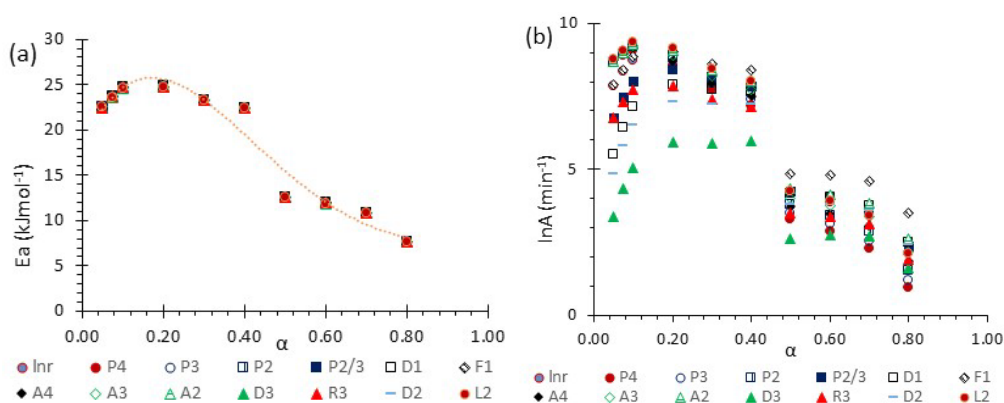 (a)
30
25
20
15
10
5
0
Ea (kJmol⁻¹)
0.00 0.20 0.40 0.60 0.80 1.00
α
lnr P4 P3 P2 P2/3 D1 F1
A4 A3 A2 D3 R3 D2 L2
(b)
10
5
0
lnA (min⁻¹)
0.00 0.20 0.40 0.60 0.80 1.00
α
lnr P4 P3 P2 P2/3 D1 F1
A4 A3 A2 D3 R3 D2 L2